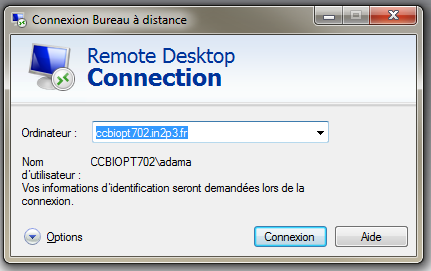 Connexion Bureau à distance
Remote Desktop
Connection
Ordinateur :
ccbiopt702.in2p3.fr
Nom
d'utilisateur :
CCBIOPT702\adama
Vos informations d'identification seront demandées lors de la
connexion.
Options
Connexion
Aide